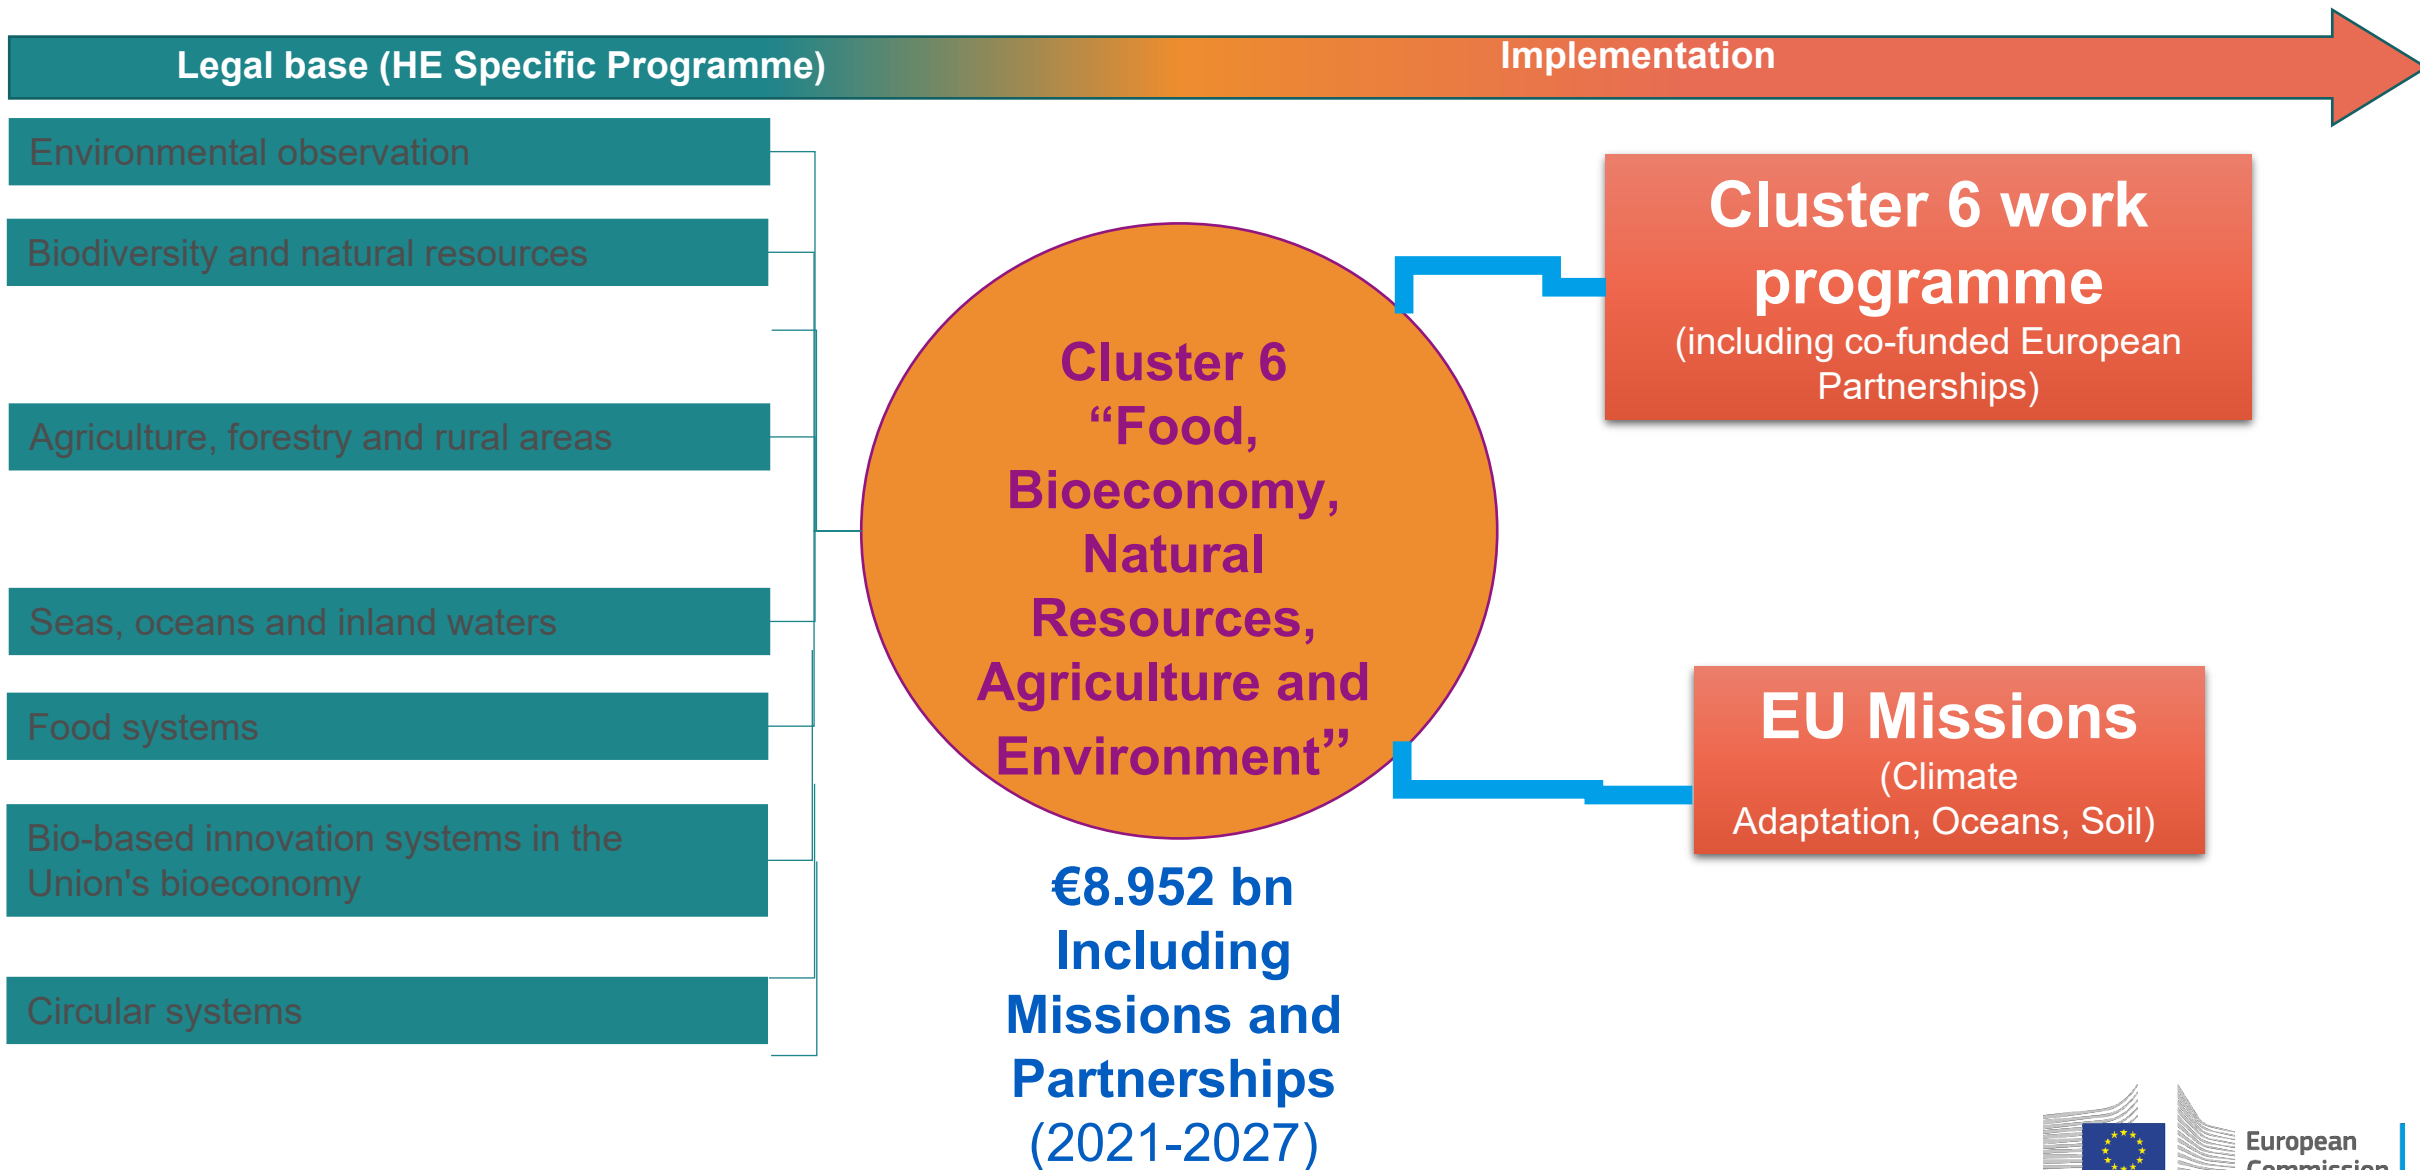 Legal base (HE Specific Programme)
Implementation
Environmental observation
Biodiversity and natural resources
Agriculture, forestry and rural areas
Seas, oceans and inland waters
Food systems
Bio-based innovation systems in the
Union's bioeconomy
Circular systems
Cluster 6
“Food,
Bioeconomy,
Natural
Resources,
Agriculture and
Environment”
€8.952 bn
Including
Missions and
Partnerships
(2021-2027)
Cluster 6 work
programme
(including co-funded European
Partnerships)
EU Missions
(Climate
Adaptation, Oceans, Soil)
European
Commission